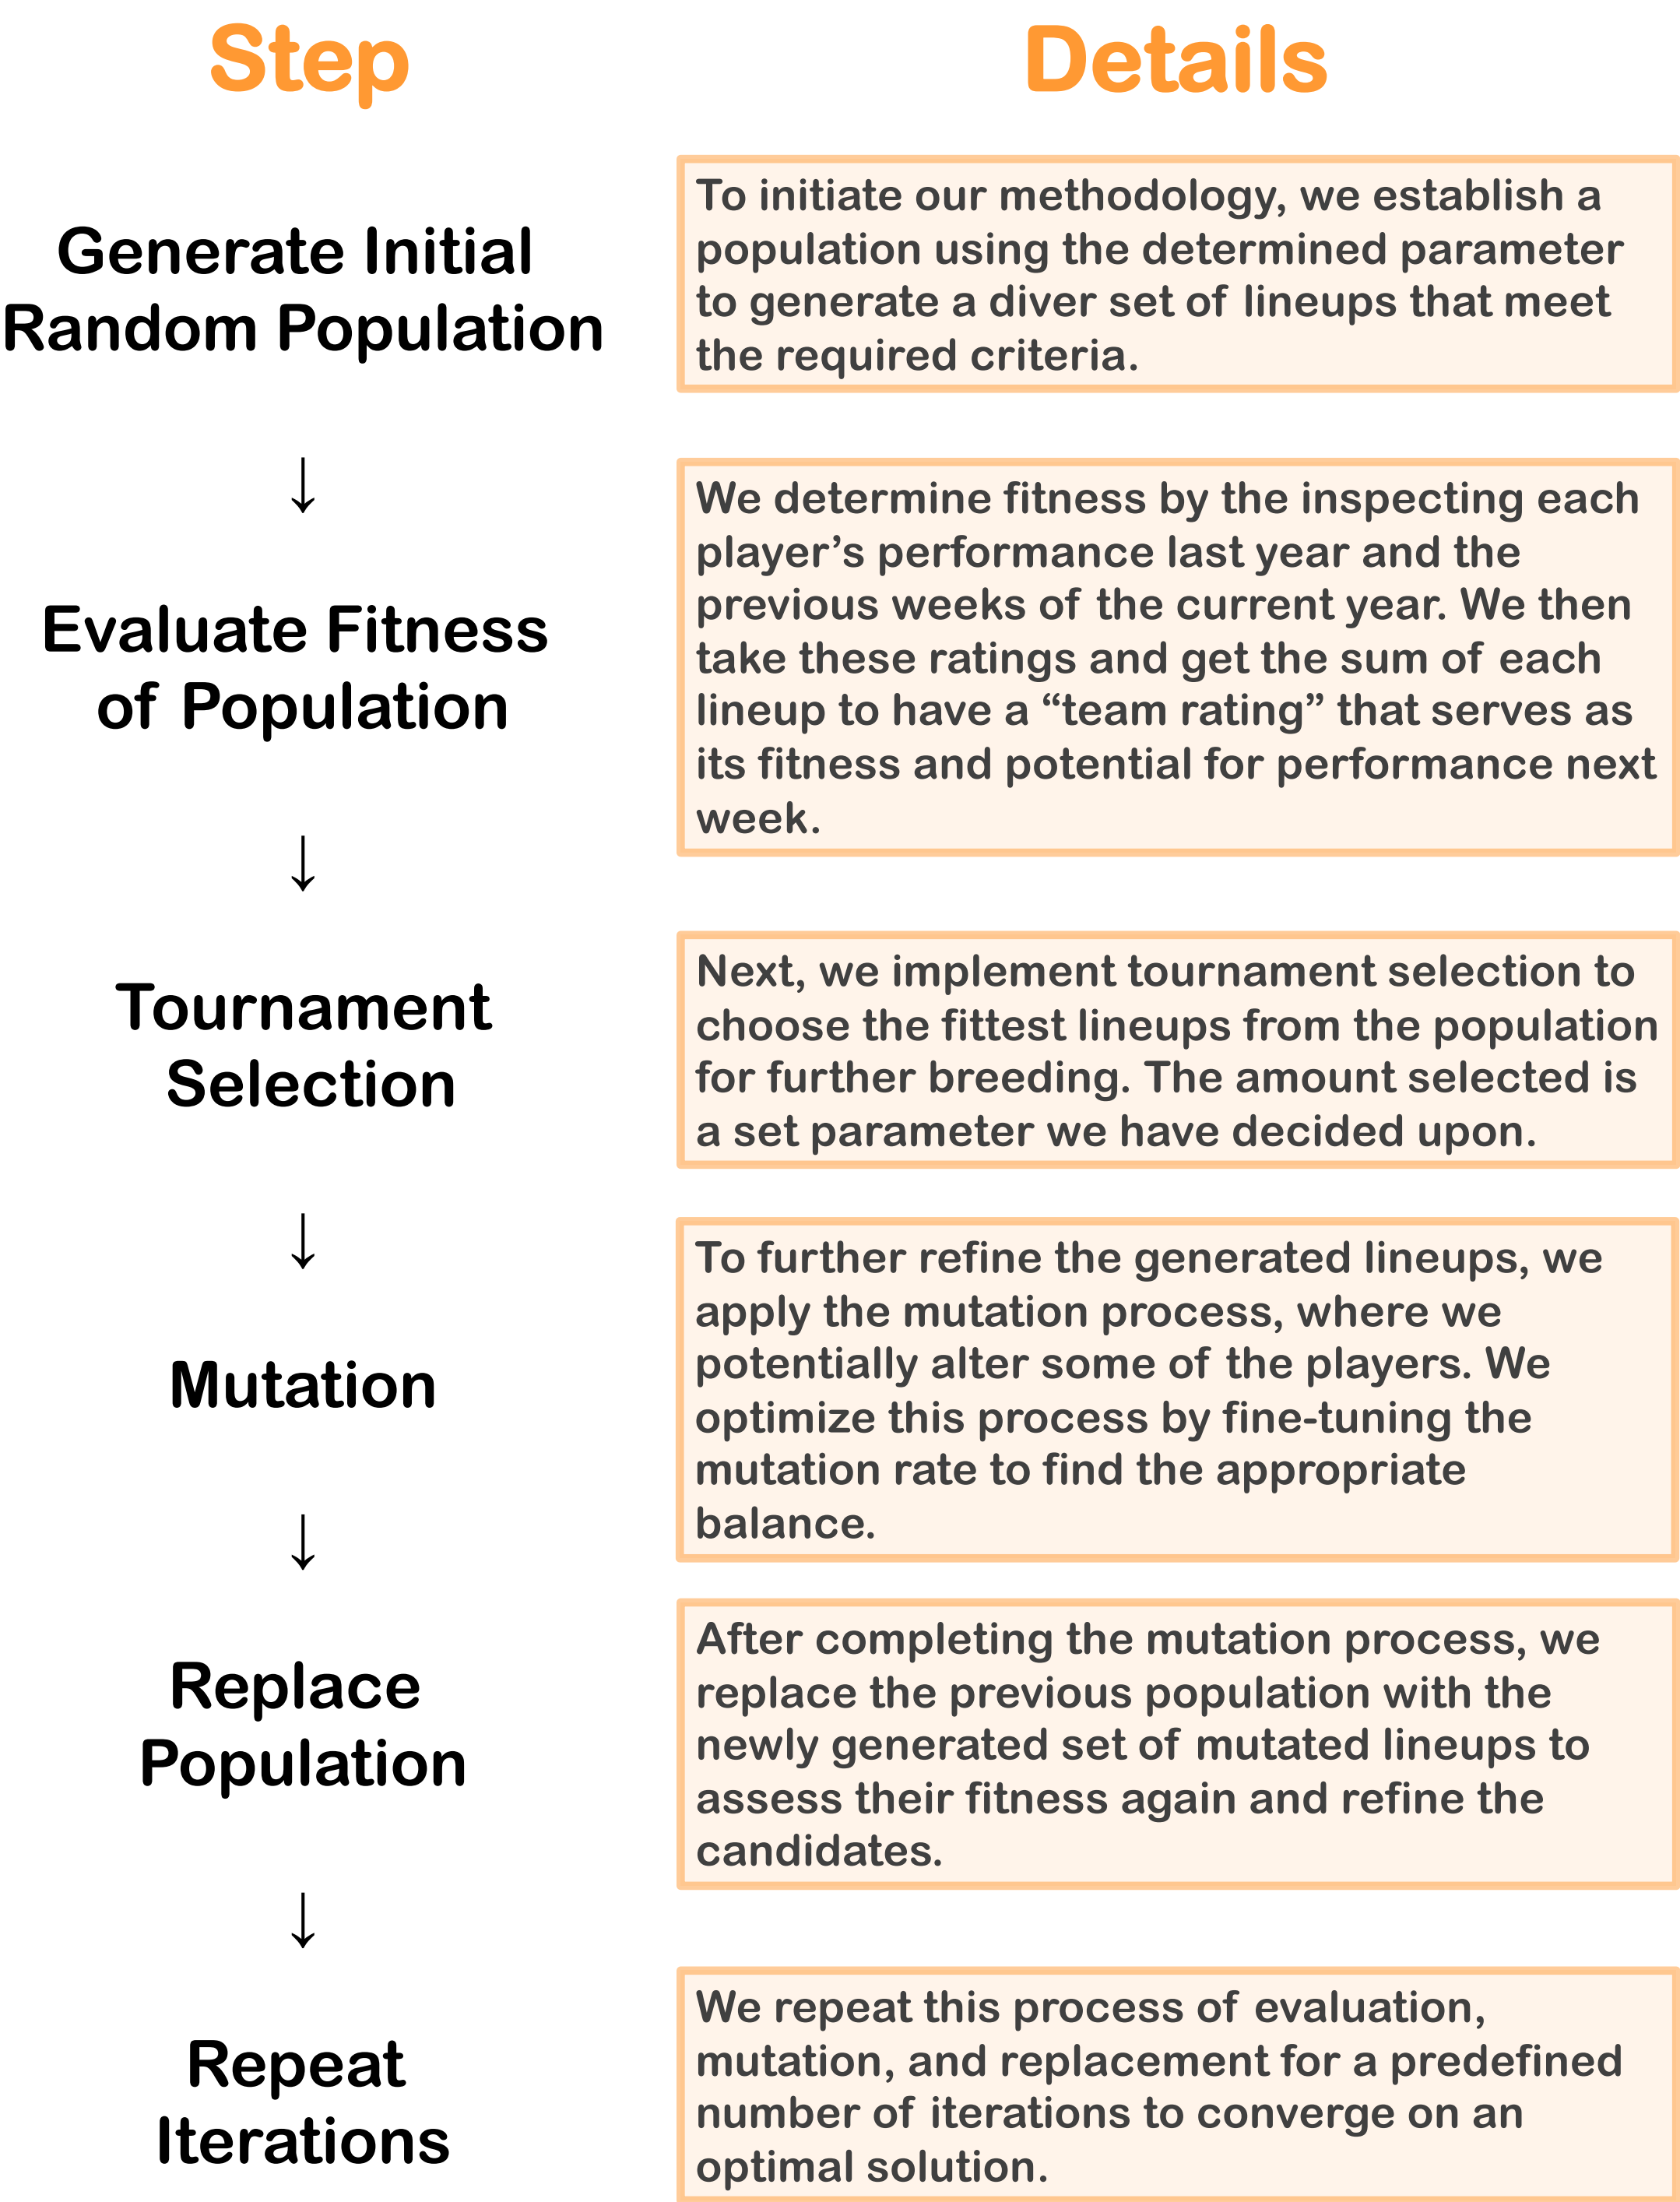 Step
Details
Generate Initial
Random Population
To initiate our methodology, we establish a
population using the determined parameter
to generate a diver set of lineups that meet
the required criteria.
↓
Evaluate Fitness
of Population
We determine fitness by the inspecting each
player’s performance last year and the
previous weeks of the current year. We then
take these ratings and get the sum of each
lineup to have a “team rating” that serves as
its fitness and potential for performance next
week.
↓
Tournament
Selection
Next, we implement tournament selection to
choose the fittest lineups from the population
for further breeding. The amount selected is
a set parameter we have decided upon.
↓
Mutation
To further refine the generated lineups, we
apply the mutation process, where we
potentially alter some of the players. We
optimize this process by fine-tuning the
mutation rate to find the appropriate
balance.
↓
Replace
Population
After completing the mutation process, we
replace the previous population with the
newly generated set of mutated lineups to
assess their fitness again and refine the
candidates.
↓
Repeat
Iterations
We repeat this process of evaluation,
mutation, and replacement for a predefined
number of iterations to converge on an
optimal solution.